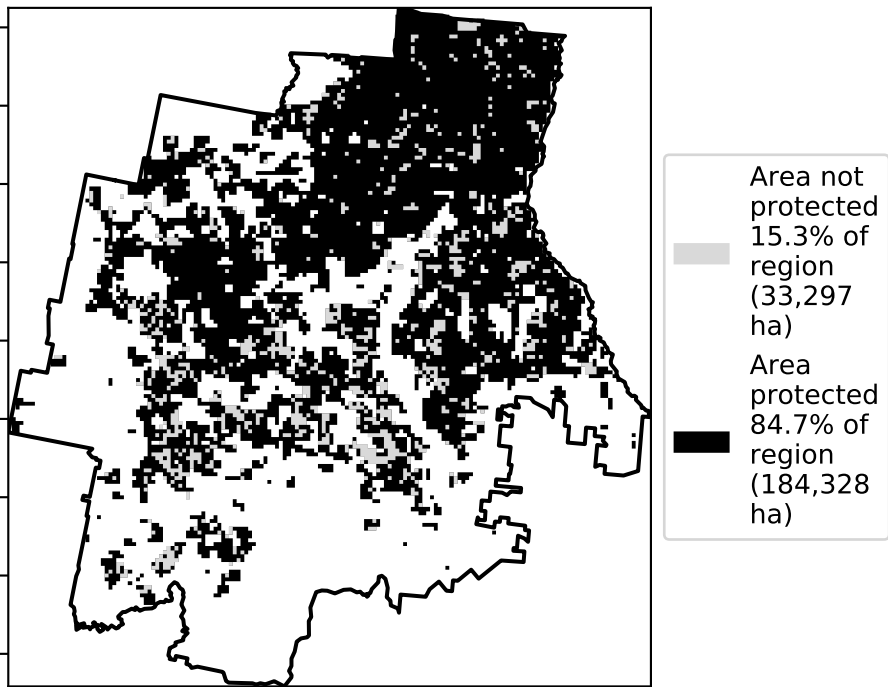 Area not
protected
15.3% of
region
(33,297
ha)
Area
protected
84.7% of
region
(184,328
ha)